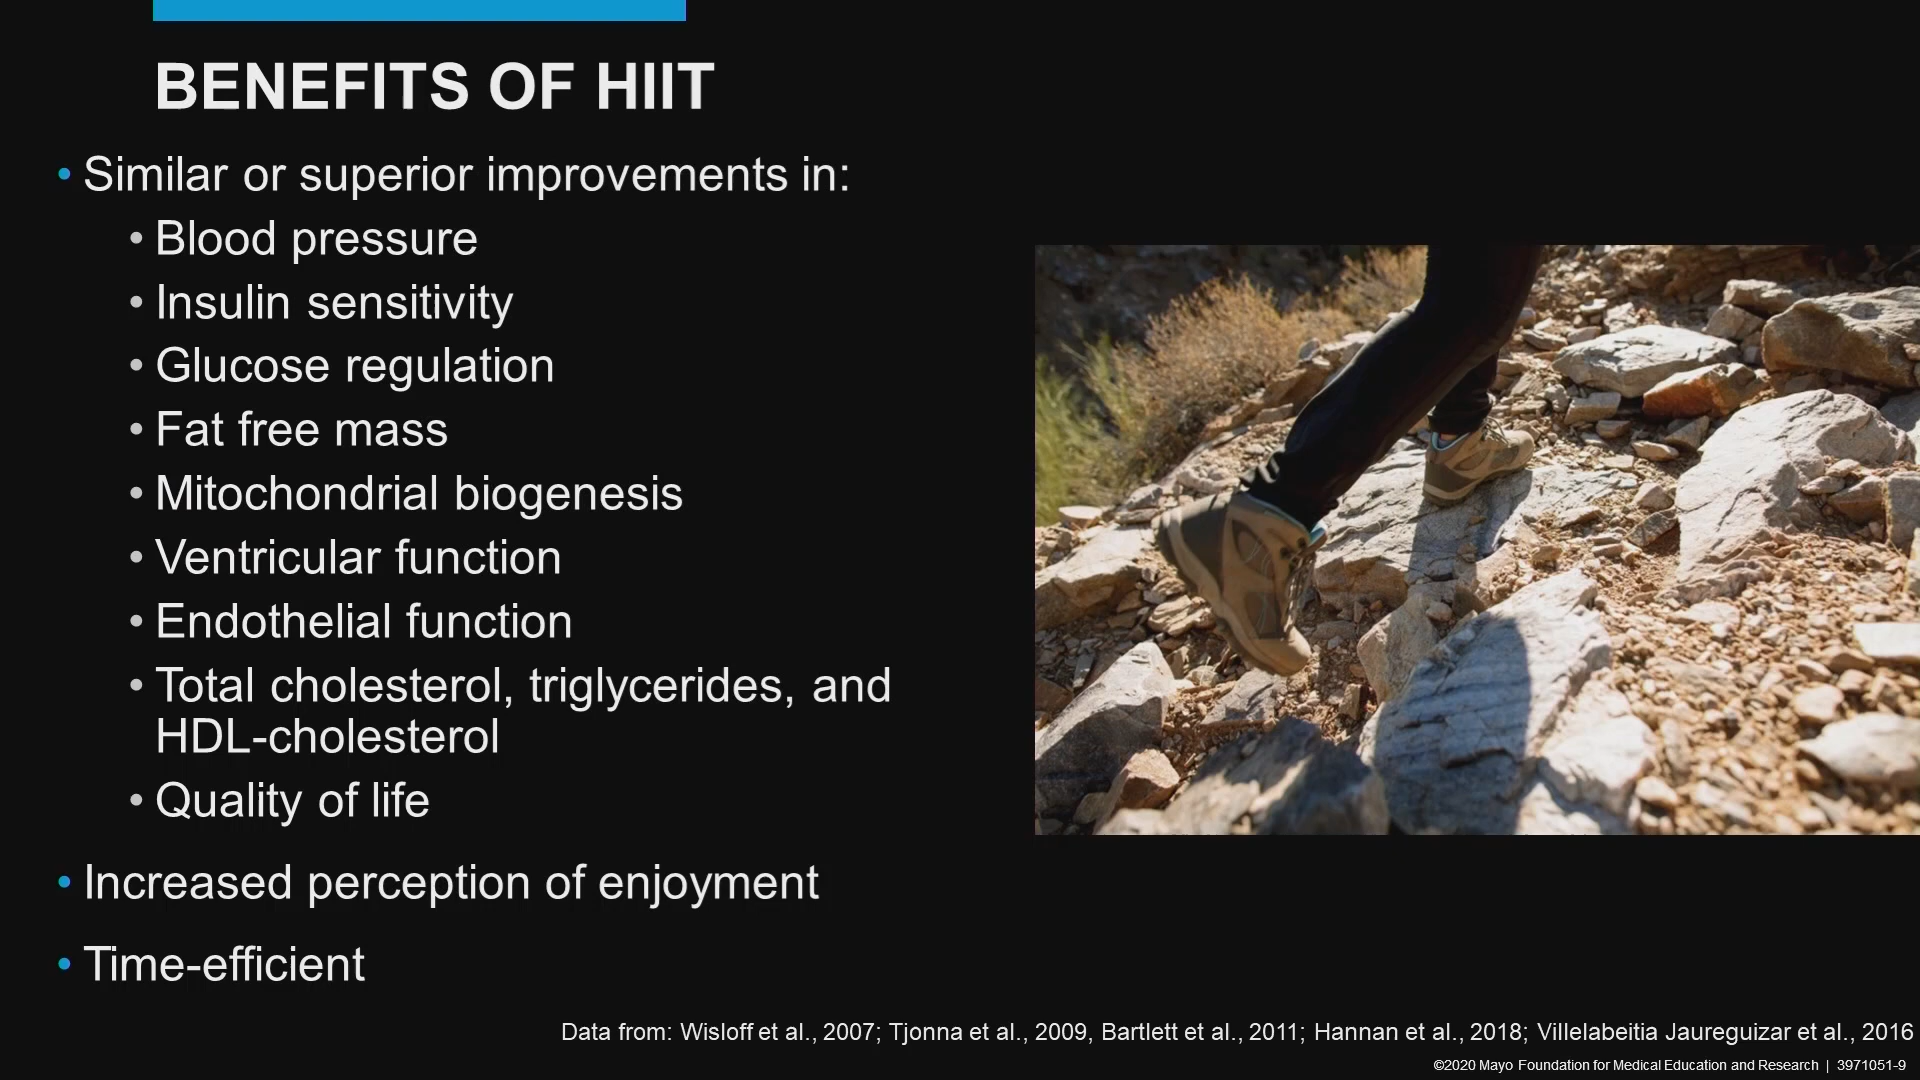 BENEFITS OF HIIT
• Similar or superior improvements in:
• Blood pressure
• Insulin sensitivity
• Glucose regulation
• Fat free mass
• Mitochondrial biogenesis
• Ventricular function
• Endothelial function
• Total cholesterol, triglycerides, and
HDL-cholesterol
• Quality of life
• Increased perception of enjoyment
• Time-efficient
Data from: Wisloff et al., 2007; Tjonna et al., 2009, Bartlett et al., 2011; Hannan et al., 2018; Villelabeitia Jaureguizar et al., 2016
©2020 Mayo Foundation for Medical Education and Research | 3971051-9